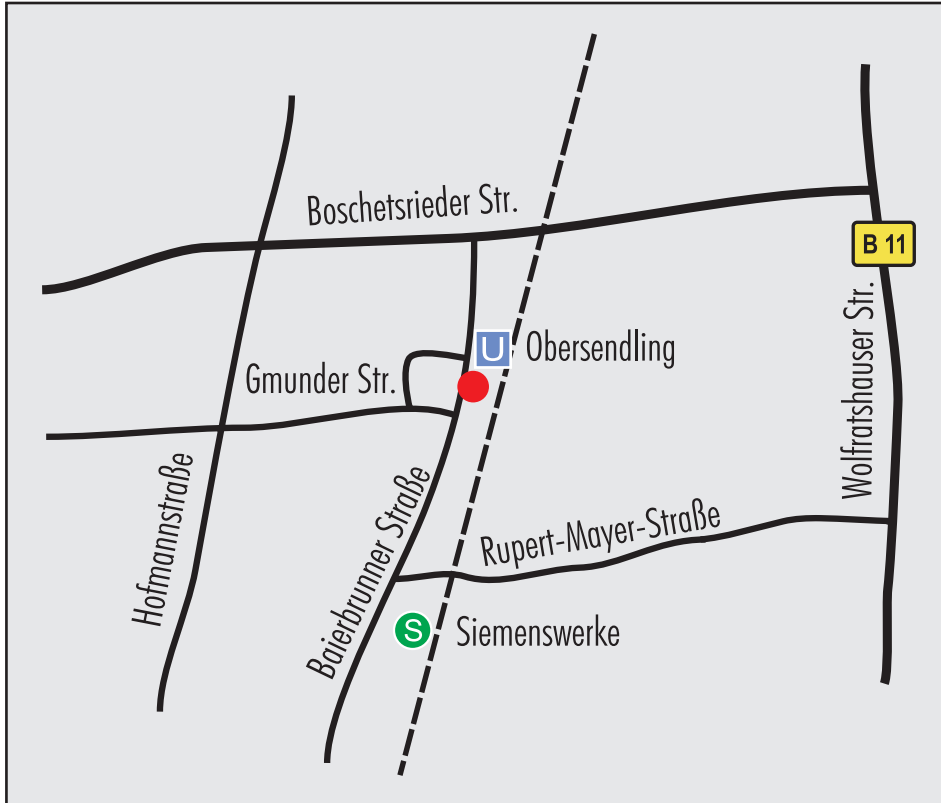 Boschetsrieder Str.
B 11
U Obersendling
Gmunder Str.
Wolfratshauser Str.
Hofmannstraße
Baierbrunner Straße
Rupert-Mayer-Straße
S Siemenswerke